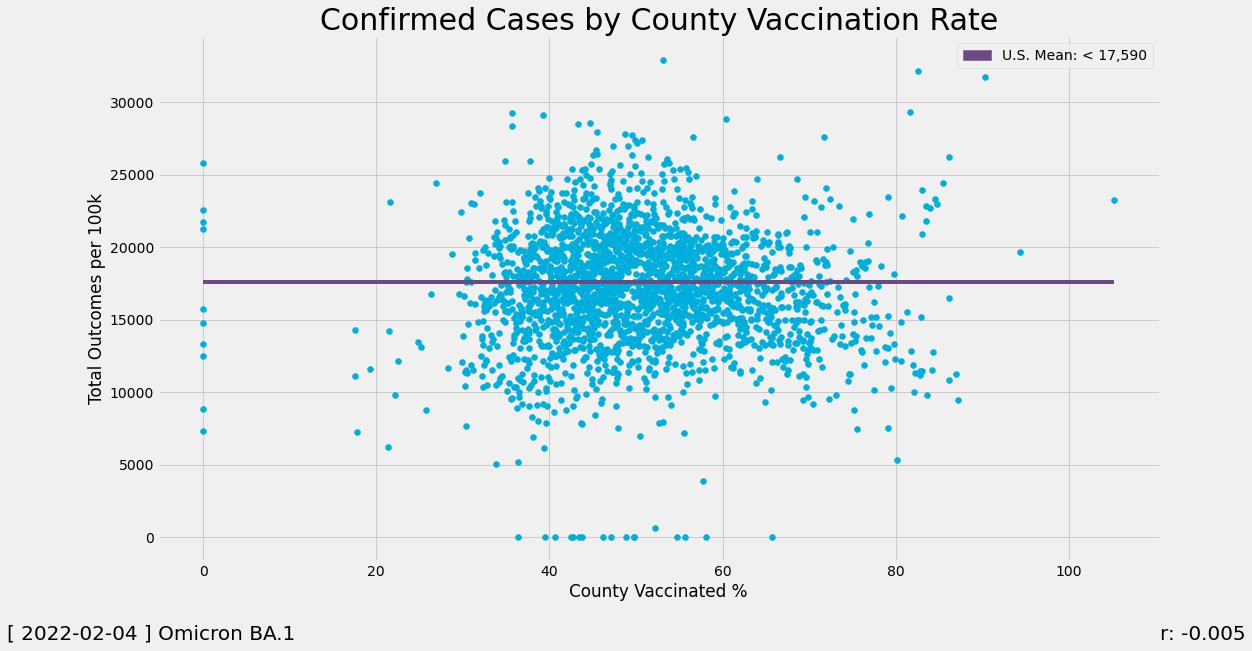 Confirmed Cases by County Vaccination Rate
U.S. Mean: < 17,590
Total Outcomes per 100k
30000
25000
20000
15000
10000
5000
0
0 20 40 60 80 100
County Vaccinated %
[ 2022-02-04 ] Omicron BA.1
r: -0.005